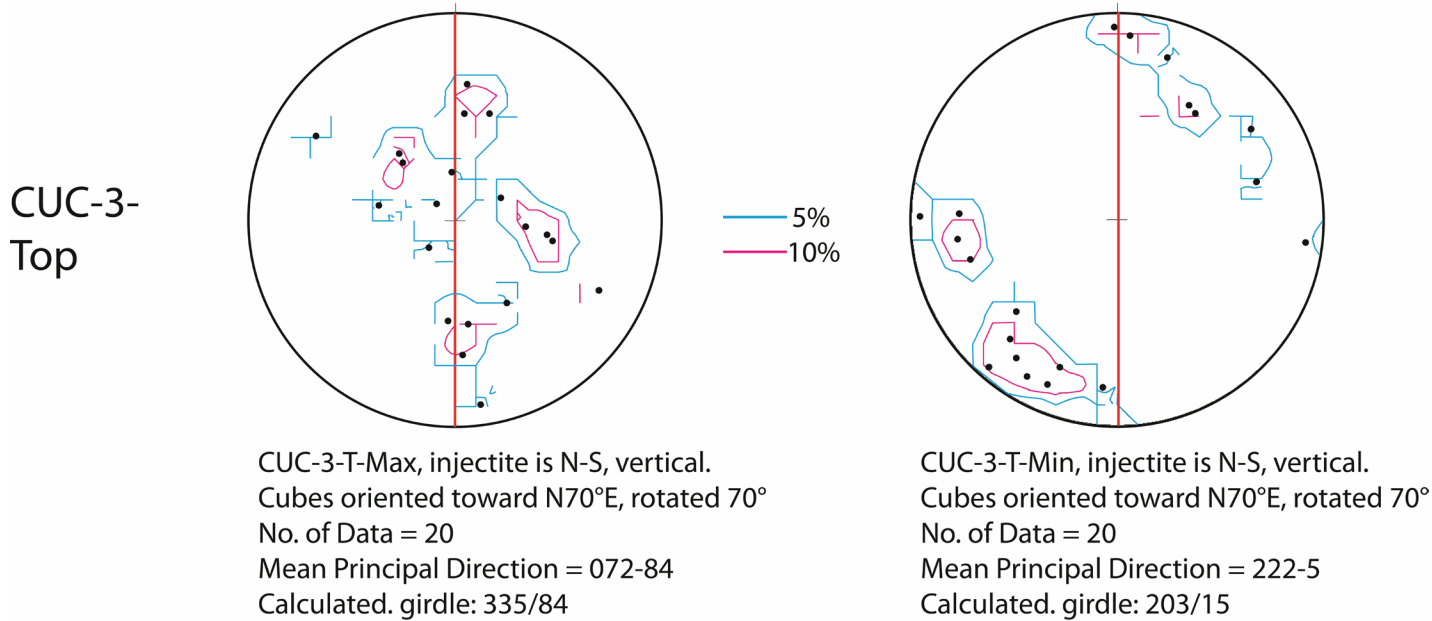 CUC-3-
Top
5%
10%
CUC-3-T-Max, injectite is N-S, vertical.
Cubes oriented toward N70°E, rotated 70°
No. of Data = 20
Mean Principal Direction = 072-84
Calculated. girdle: 335/84
CUC-3-T-Min, injectite is N-S, vertical.
Cubes oriented toward N70°E, rotated 70°
No. of Data = 20
Mean Principal Direction = 222-5
Calculated. girdle: 203/15